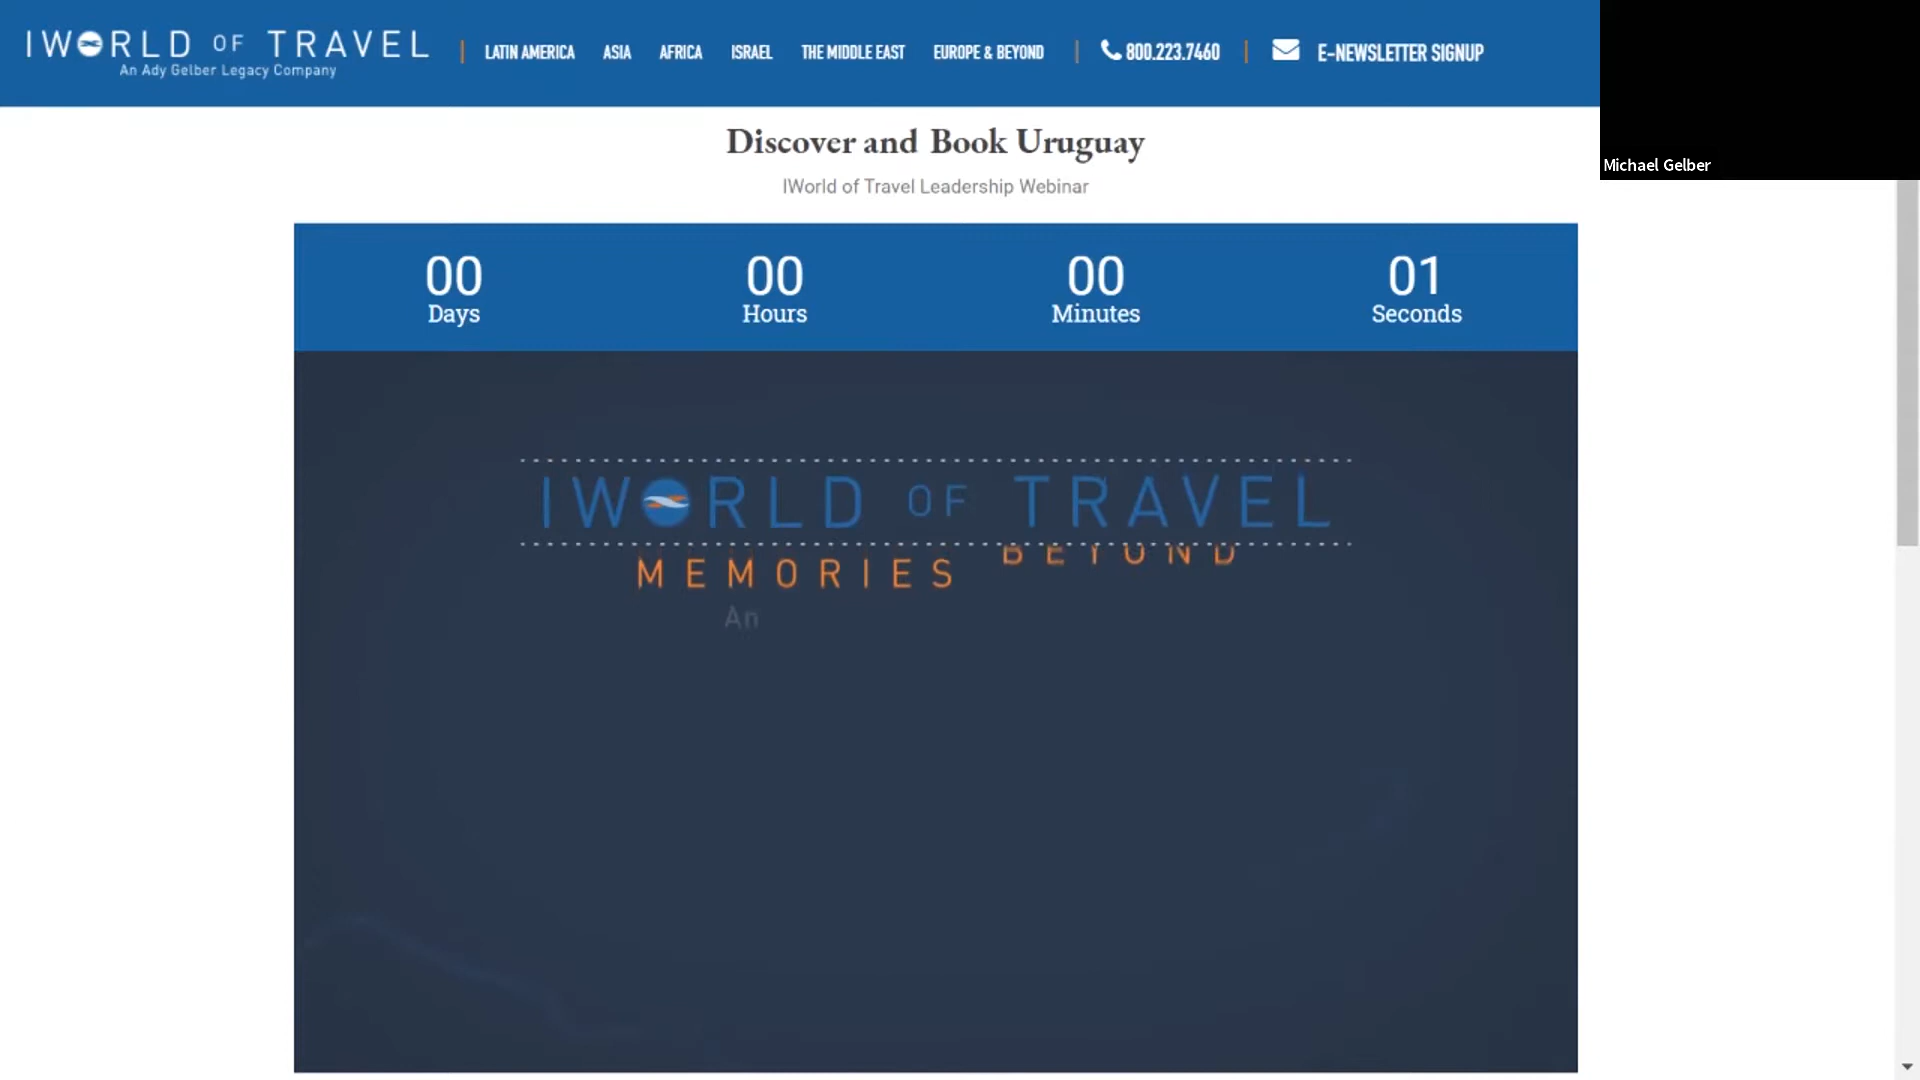 IWORLD OF TRAVEL
An Ady Gelber Legacy Company
LATIN AMERICA ASIA AFRICA ISRAEL THE MIDDLE EAST EUROPE & BEYOND 800.223.7460 E-NEWSLETTER SIGNUP
Michael Gelber
Discover and Book Uruguay
IWorld of Travel Leadership Webinar
00 00 00 01
Days Hours Minutes Seconds
IWORLD OF TRAVEL
MEMORIES BEYOND
An